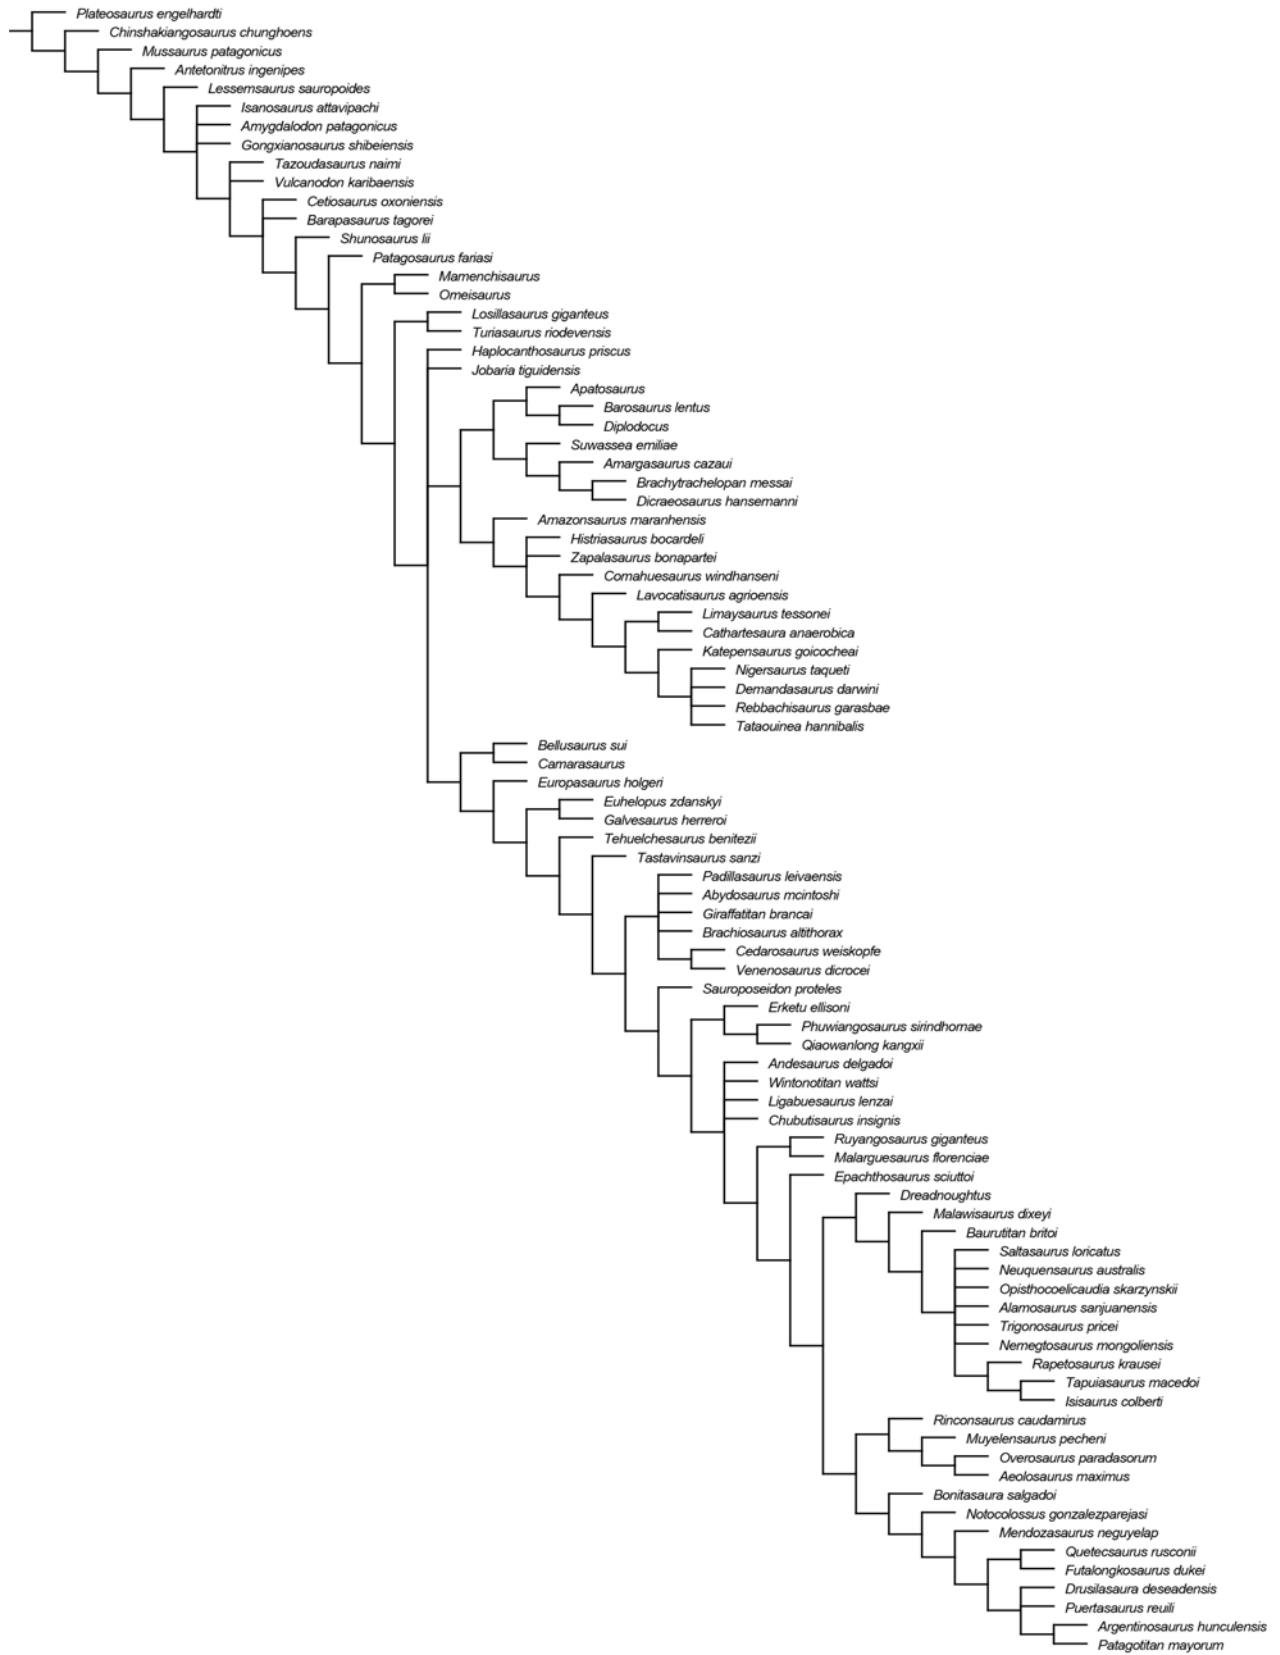 Plateosaurus engelhardti
Chinshakiangosaurus chunghoens
Mussaurus patagonicus
Antetonitrus ingenipes
Lessemsaurus sauropoides
Isanosaurus attavipachi
Amygdalodon patagonicus
Gongxianosaurus shibeiensis
Tazoudasaurus naimi
Vulcanodon karibaensis
Cetiosaurus oxoniensis
Barapasaurus tagorei
Shunosaurus lii
Patagosaurus fariasi
Mamenchisaurus
Omeisaurus
Losillasaurus giganteus
Turiasaurus riodevensis
Haplocanthosaurus priscus
Jobaria tiguidensis
Apatosaurus
Barosaurus lentus
Diplodocus
Suwassea emiliae
Amargasaurus cazaui
Brachytrachelopan messai
Dicraeosaurus hansemanni
Amazonsaurus maranhensis
Histriasaurus bocardeli
Zapalasaurus bonapartei
Comahuesaurus windhanseni
Lavocatisaurus agrioensis
Limaysaurus tessonei
Cathartesaura anaerobica
Katepensaurus goicocheai
Nigersaurus taqueti
Demandasaurus darwini
Rebbachisaurus garasbae
Tataouinea hannibalis
Bellusaurus sui
Camarasaurus
Europasaurus holgeri
Euhelopus zdanskyi
Galvesaurus herreroi
Tehuelchesaurus benitezii
Tastavinsaurus sanzi
Padillasaurus leivaensis
Abydosaurus mcintoshi
Giraffatitan brancai
Brachiosaurus altithorax
Cedarosaurus weiskopfe
Venenosaurus dicrocei
Sauroposeidon proteles
Erketu ellisoni
Phuwiangosaurus sirindhornae
Qiaowanlong kangxii
Andesaurus delgadoi
Wintonotitan wattsi
Ligabuesaurus lenzai
Chubutisaurus insignis
Ruyangosaurus giganteus
Malarguesaurus florenciae
Epachthosaurus sciuttoi
Dreadnoughtus
Malawisaurus dixeyi
Baurutitan britoi
Saltasaurus loricatus
Neuquensaurus australis
Opisthocoelicaudia skarzynskii
Alamosaurus sanjuanensis
Trigonosaurus pricei
Nemegtosaurus mongoliensis
Rapetosaurus krausei
Tapuiasaurus macedoi
Isisaurus colberti
Rinconsaurus caudamirus
Muyelensaurus pecheni
Overosaurus paradasorum
Aeolosaurus maximus
Bonitasaura salgadoi
Notocolossus gonzalezparejasi
Mendozasaurus neguyelap
Quetecsaurus rusconii
Futalongkosaurus dukei
Drusilasaura deseadensis
Puertasaurus reuili
Argentinosaurus hunculensis
Patagotitan mayorum